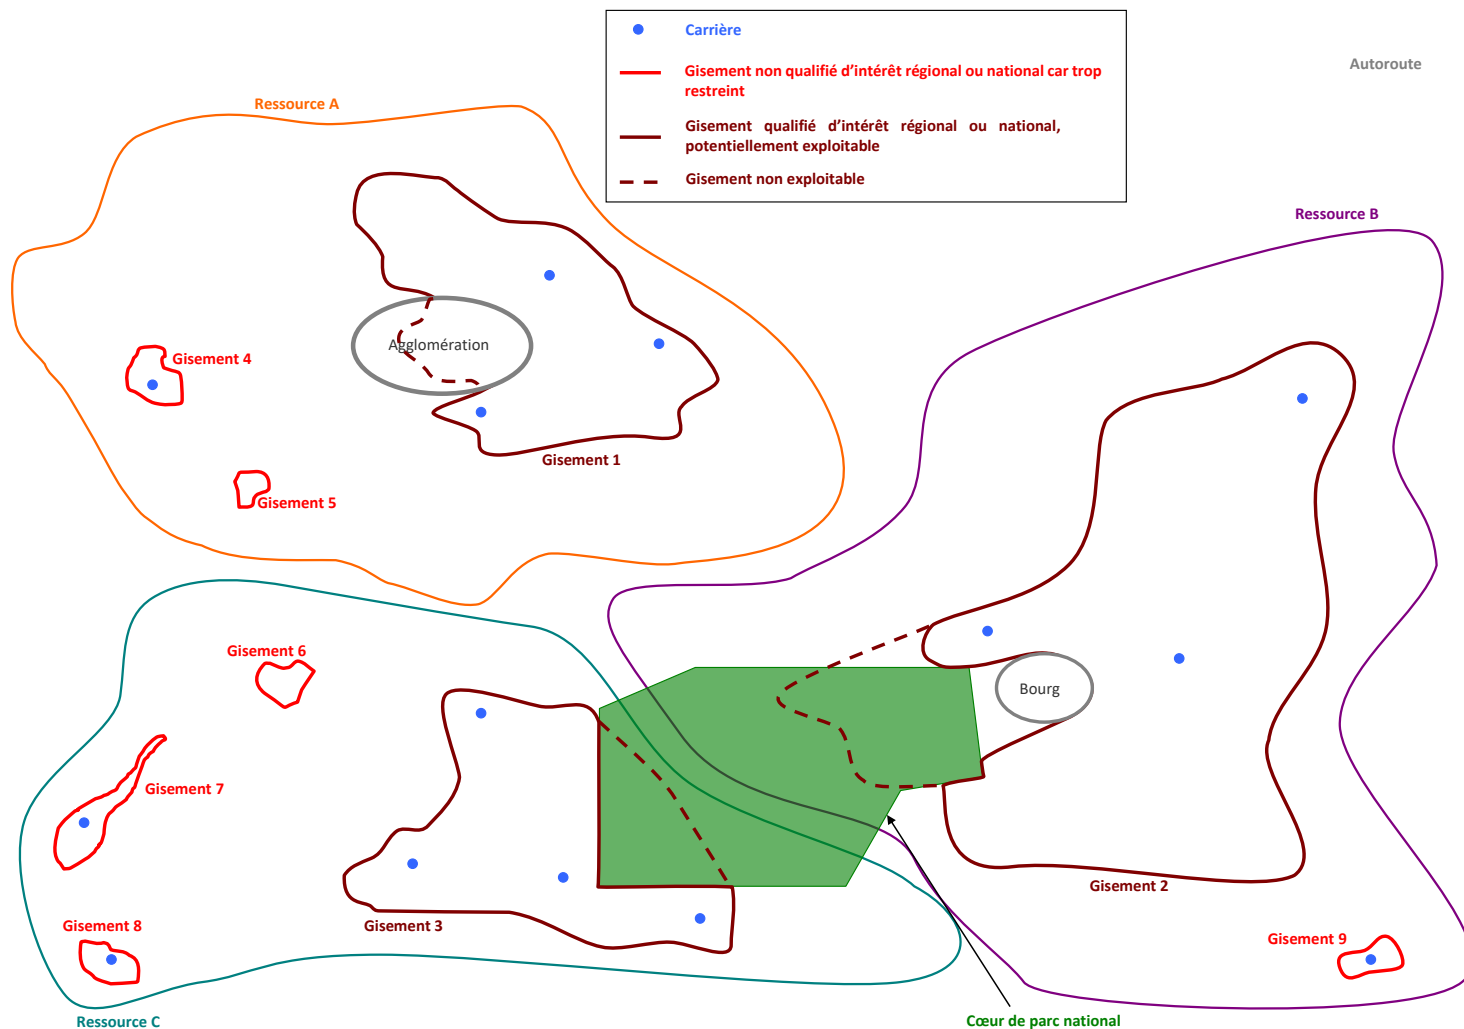 Carrière
Autoroute
Gisement non qualifié d'intérêt régional ou national car trop
restreint
Ressource A
Gisement qualifié d'intérêt régional ou national,
potentiellement exploitable
Gisement non exploitable
Ressource B
Agglomération
Gisement 4
Gisement 1
Gisement 5
Gisement 6
Bourg
Gisement 7
Gisement 2
Gisement 8
Gisement 3
Gisement 9
Ressource C
Cœur de parc national